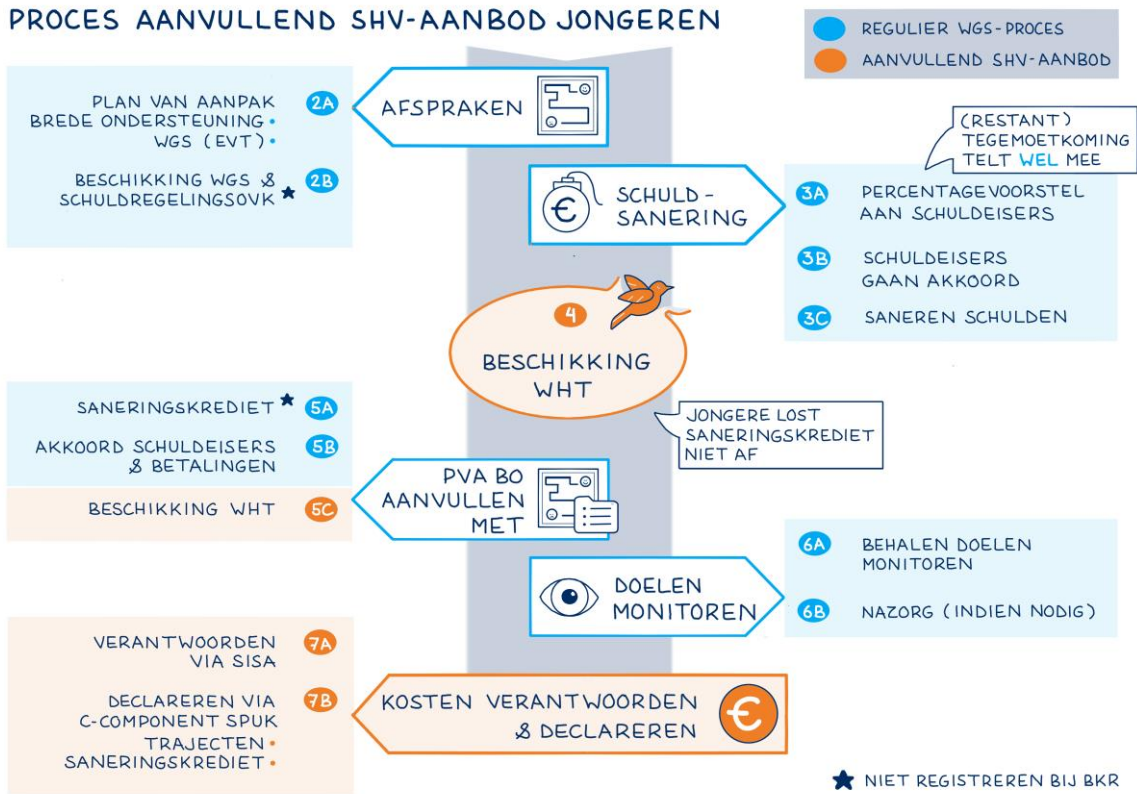 PROCES AANVULLEND SHV-AANBOD JONGEREN
REGULIER WGS-PROCES
AANVULLEND SHV-AANBOD
AFSPRAKEN
PLAN VAN AANPAK 2A
BREDE ONDERSTEUNING •
WGS (EVT) •
BESCHIKKING WGS & 2B
SCHULDREGELINGSOVK ★
(RESTANT)
TEGEMOETKOMING
TELT WEL MEE
SCHULD-
SANERING
3A PERCENTAGEVOORSTEL
AAN SCHULDEISERS
3B SCHULDEISERS
GAAN AKKOORD
3C SANEREN SCHULDEN
4
BESCHIKKING
WHT
JONGERE LOST
SANERINGSKREDIET
NIET AF
SANERINGSKREDIET ★ 5A
AKKOORD SCHULDEISERS 5B
& BETALINGEN
BESCHIKKING WHT 5C
PVA BO
AANVULLEN
MET
DOELEN
MONITOREN
6A BEHALEN DOELEN
MONITOREN
6B NAZORG (INDIEN NODIG)
VERANTWOORDEN 7A
VIA SISA
DECLAREREN VIA 7B
C-COMPONENT SPUK
TRAJECTEN •
SANERINGSKREDIET •
KOSTEN VERANTWOORDEN
& DECLAREREN
★ NIET REGISTREREN BIJ BKR